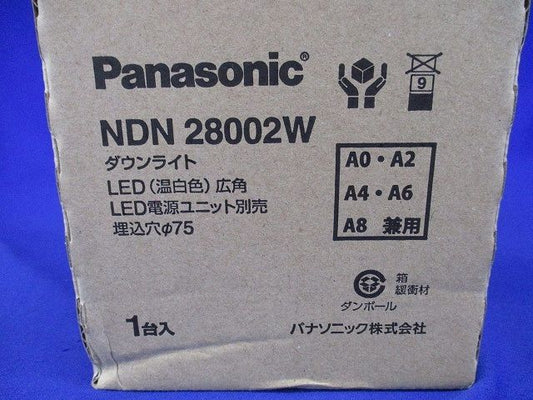 Panasonic®
9
NDN 28002W
ダウンライト
LED（温白色）広角
LED電源ユニット別売
埋込穴φ75
A0・A2
A4・A6
A8 兼用
箱
緩衝材
ダンボール
1台入
パナソニック株式会社